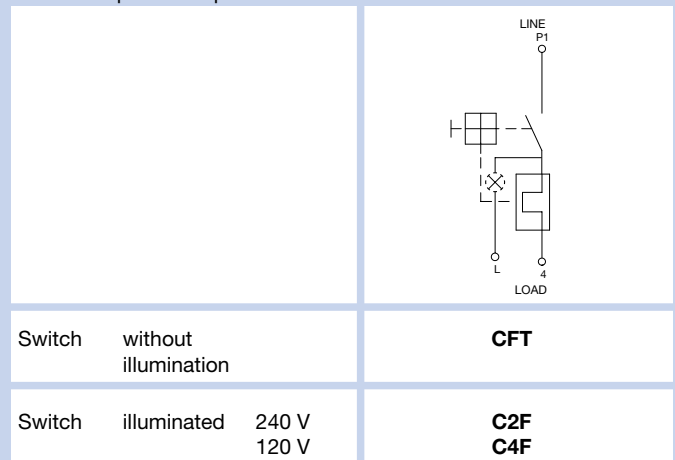 LINE
P1
L
4
LOAD
Switch without illumination CFT
Switch illuminated 240 V C2F
120 V C4F